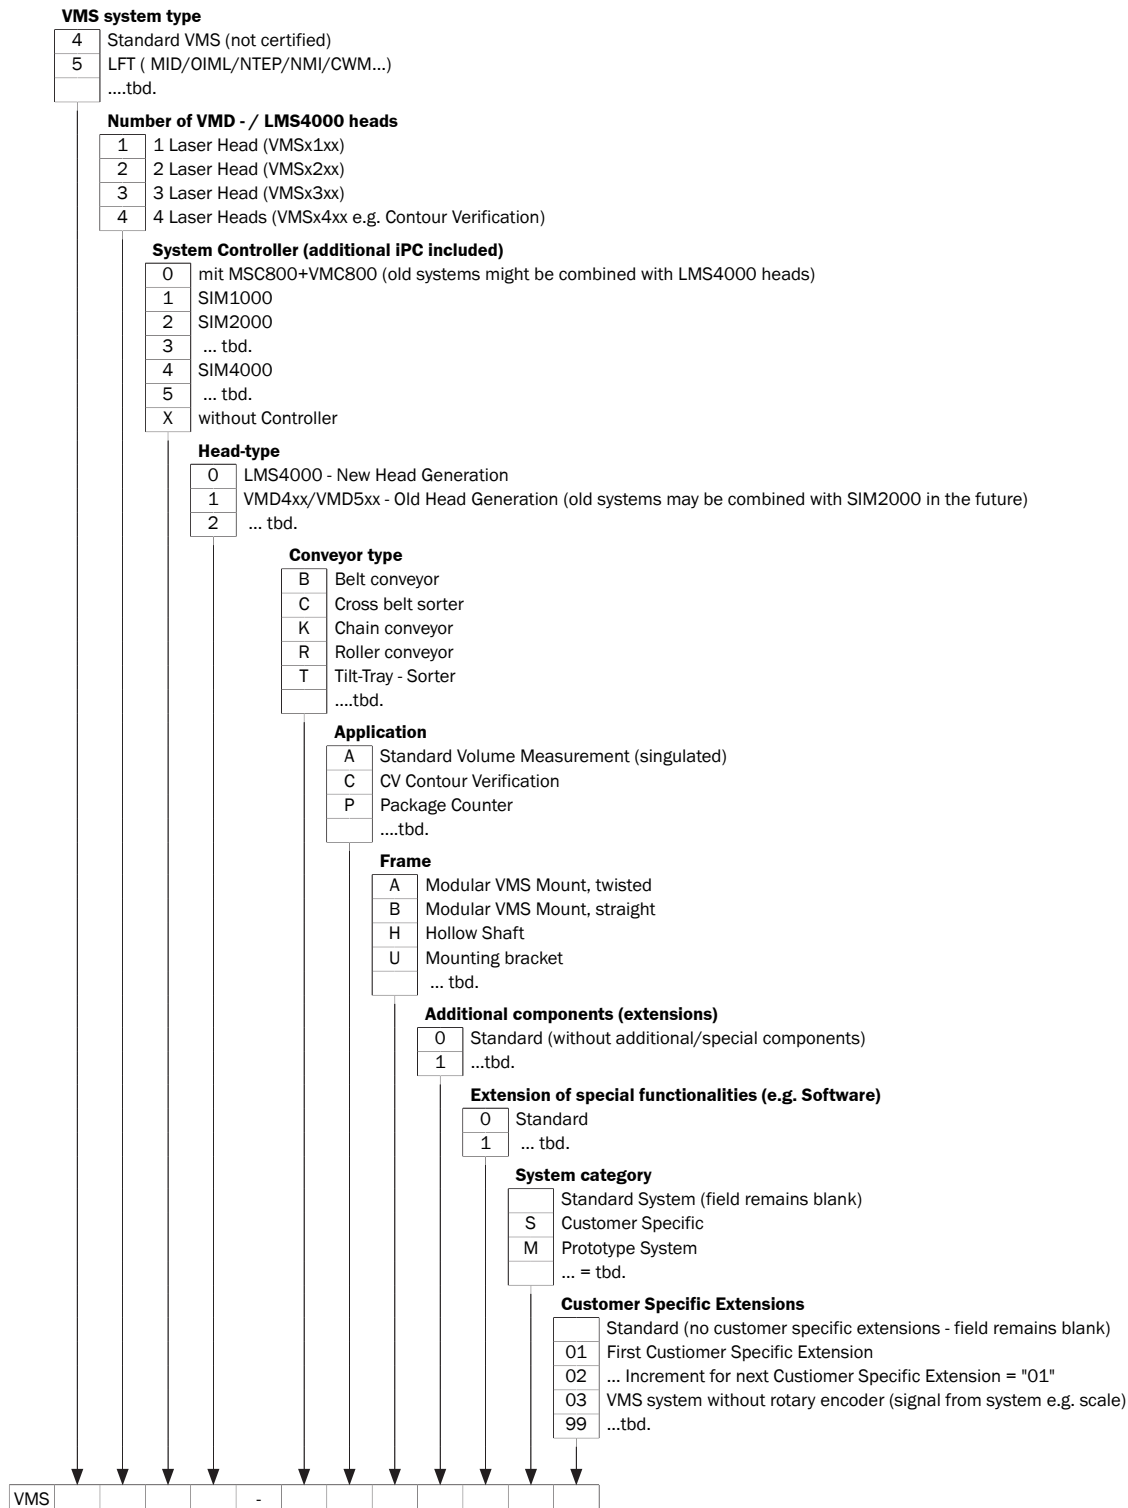 VMS system type
4 Standard VMS (not certified)
5 LFT ( MID/OIML/NTEP/NMI/CWM...)
....tbd.
Number of VMD - / LMS4000 heads
1 1 Laser Head (VMSx1xx)
2 2 Laser Head (VMSx2xx)
3 3 Laser Head (VMSx3xx)
4 4 Laser Heads (VMSx4xx e.g. Contour Verification)
System Controller (additional iPC included)
0 mit MSC800+VMC800 (old systems might be combined with LMS4000 heads)
1 SIM1000
2 SIM2000
3 ... tbd.
4 SIM4000
5 ... tbd.
X without Controller
Head-type
0 LMS4000 - New Head Generation
1 VMD4xx/VMD5xx - Old Head Generation (old systems may be combined with SIM2000 in the future)
2 ... tbd.
Conveyor type
B Belt conveyor
C Cross belt sorter
K Chain conveyor
R Roller conveyor
T Tilt-Tray - Sorter
....tbd.
Application
A Standard Volume Measurement (singulated)
C CV Contour Verification
P Package Counter
....tbd.
Frame
A Modular VMS Mount, twisted
B Modular VMS Mount, straight
H Hollow Shaft
U Mounting bracket
... tbd.
Additional components (extensions)
0 Standard (without additional/special components)
1 ...tbd.
Extension of special functionalities (e.g. Software)
0 Standard
1 ... tbd.
System category
Standard System (field remains blank)
S Customer Specific
M Prototype System
... = tbd.
Customer Specific Extensions
Standard (no customer specific extensions - field remains blank)
01 First Customer Specific Extension
02 ... Increment for next Custiomer Specific Extension = "01"
03 VMS system without rotary encoder (signal from system e.g. scale)
99 ...tbd.
VMS -